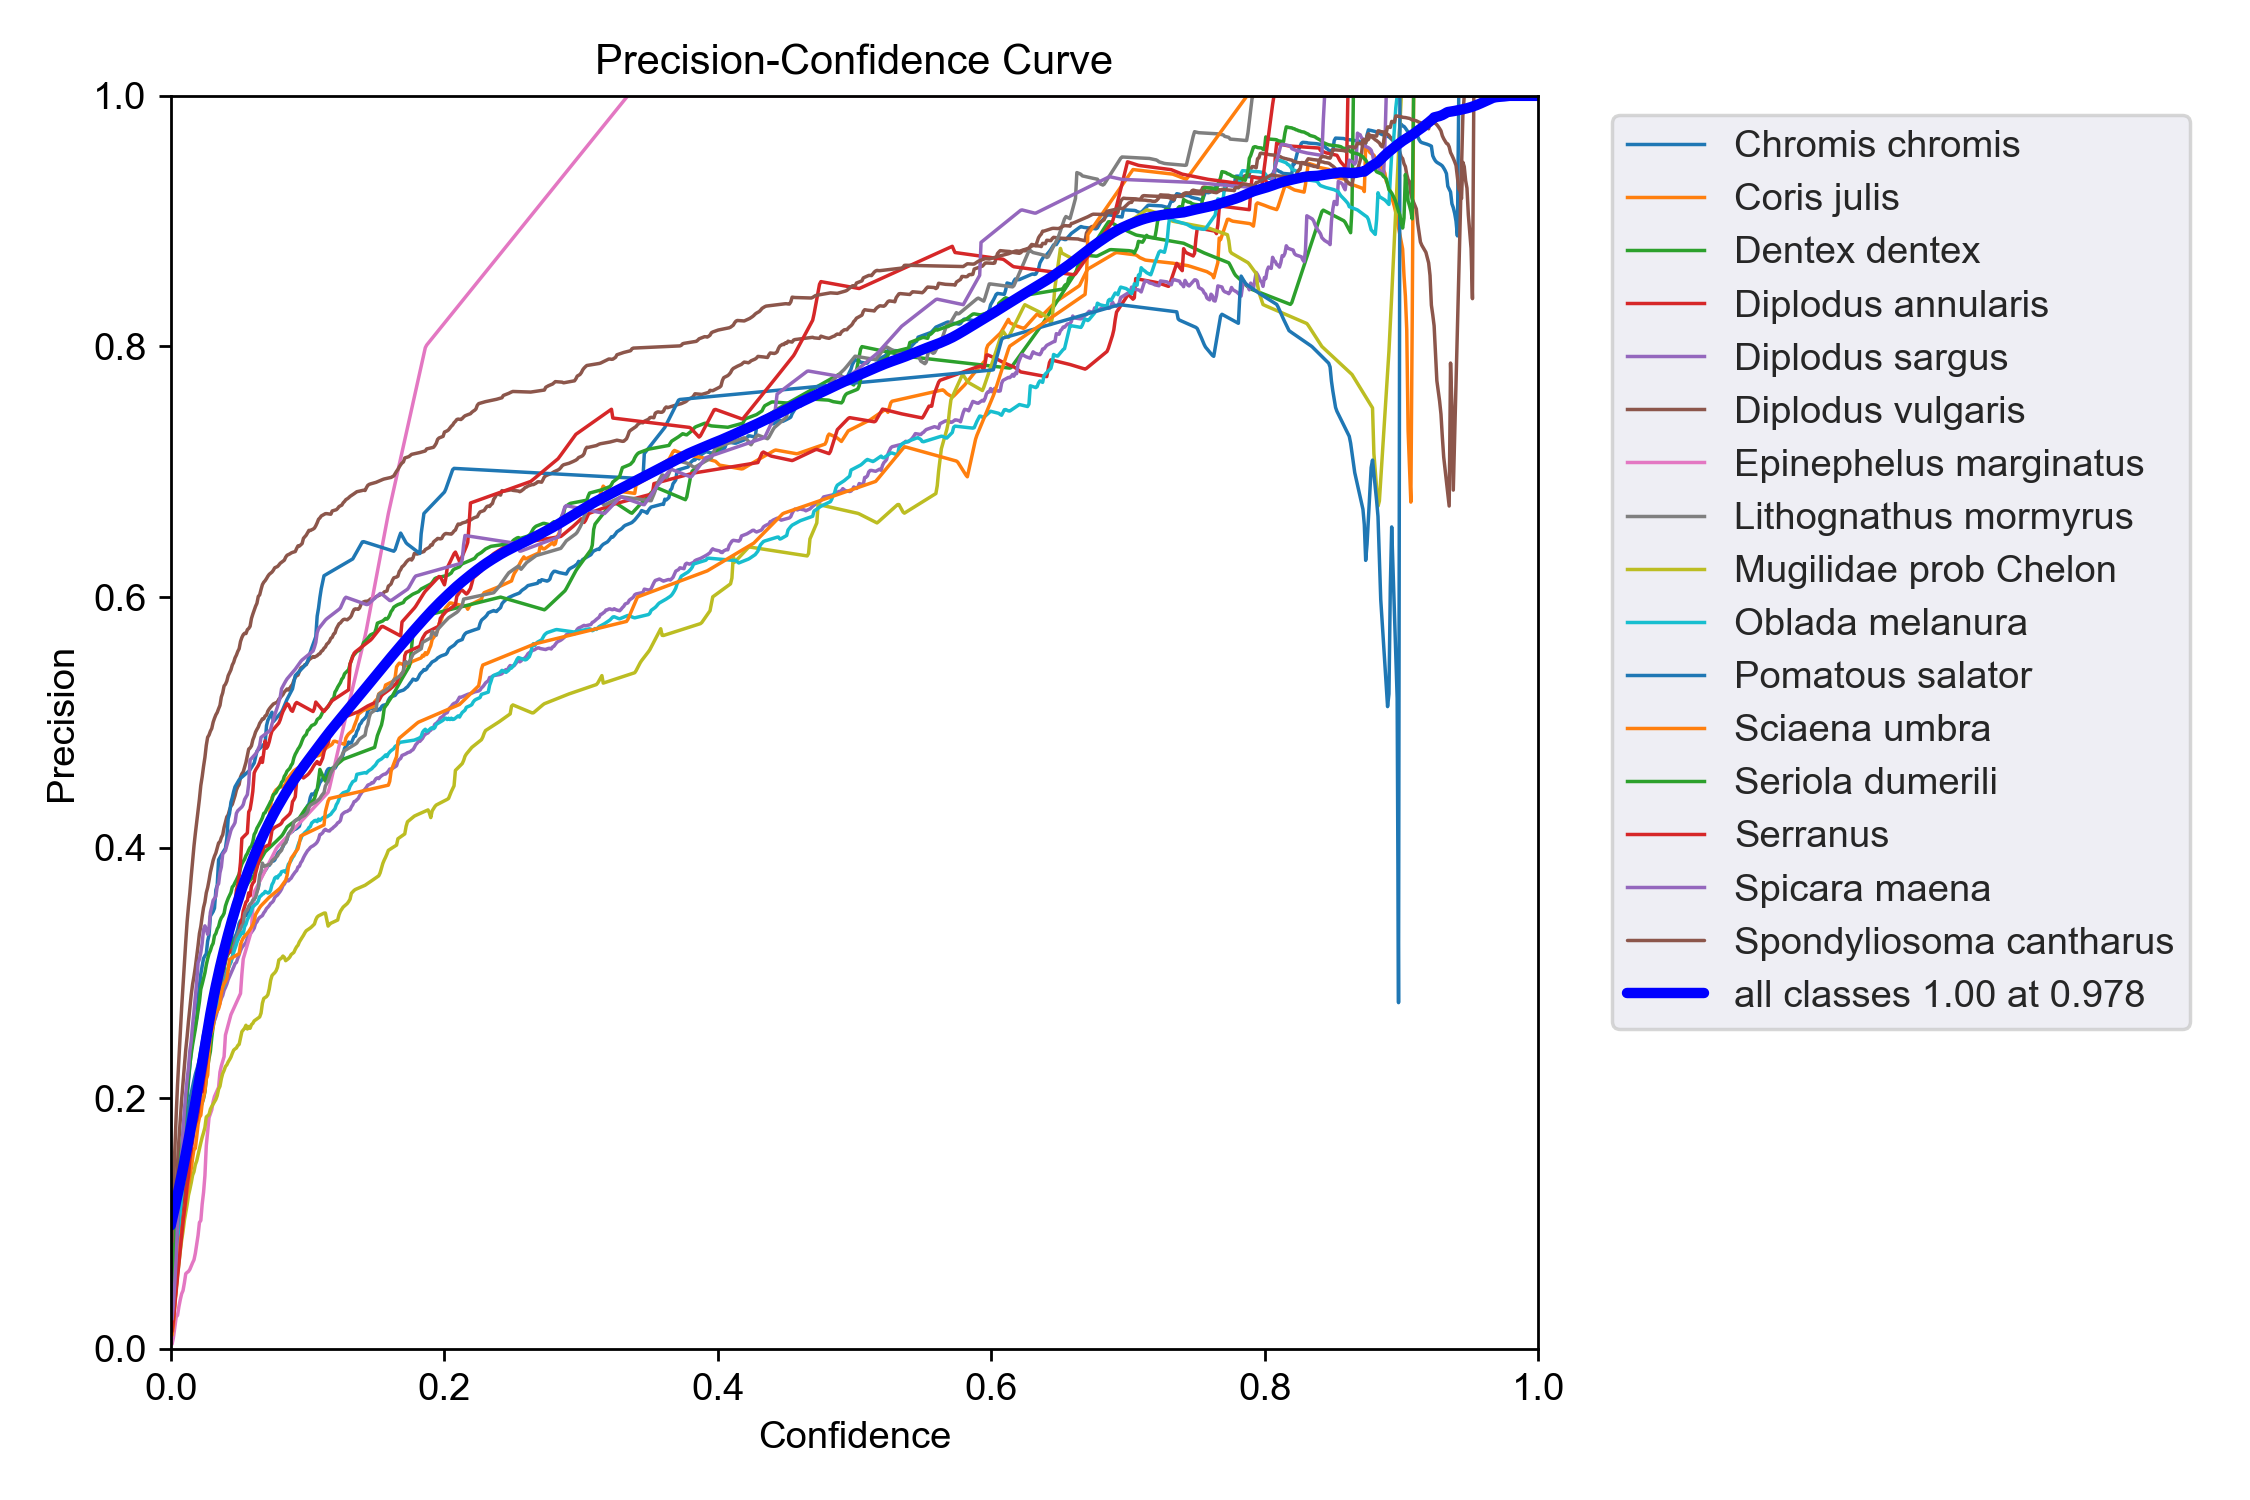 Precision-Confidence Curve
1.0
0.8
0.6
0.4
0.2
0.0
Precision
0.0 0.2 0.4 0.6 0.8 1.0
Confidence
Chromis chromis
Coris julis
Dentex dentex
Diplodus annularis
Diplodus sargus
Diplodus vulgaris
Epinephelus marginatus
Lithognathus mormyrus
Mugilidae prob Chelon
Oblada melanura
Pomatous salator
Sciaena umbra
Seriola dumerili
Serranus
Spicara maena
Spondyliosoma cantharus
all classes 1.00 at 0.978